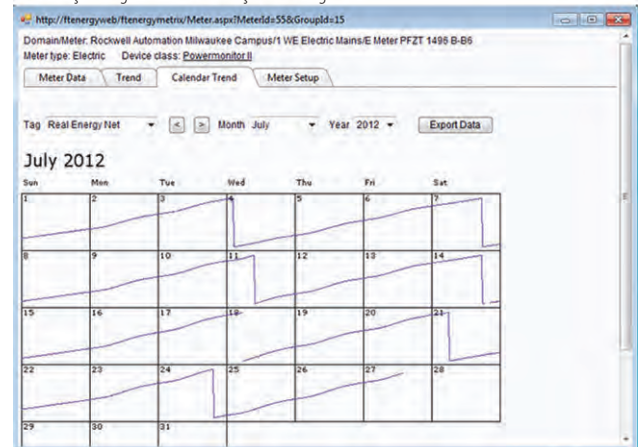 http://ftenergyweb/ftenergymetrix/Meter.aspx?MeterId=55&GroupId=15
Domain/Meter: Rockwell Automation Milwaukee Campus/1 WE Electric Mains/E Meter PFZT 1495 B-B6
Meter type: Electric Device class: Powermonitor II
Meter Data Trend Calendar Trend Meter Setup
Tag Real Energy Net < > Month July Year 2012 Export Data
July 2012
Sun Mon Tue Wed Thu Fri Sat
1 2 3 4 5 6 7
8 9 10 11 12 13 14
15 16 17 18 19 20 21
22 23 24 25 26 27 28
29 30 31